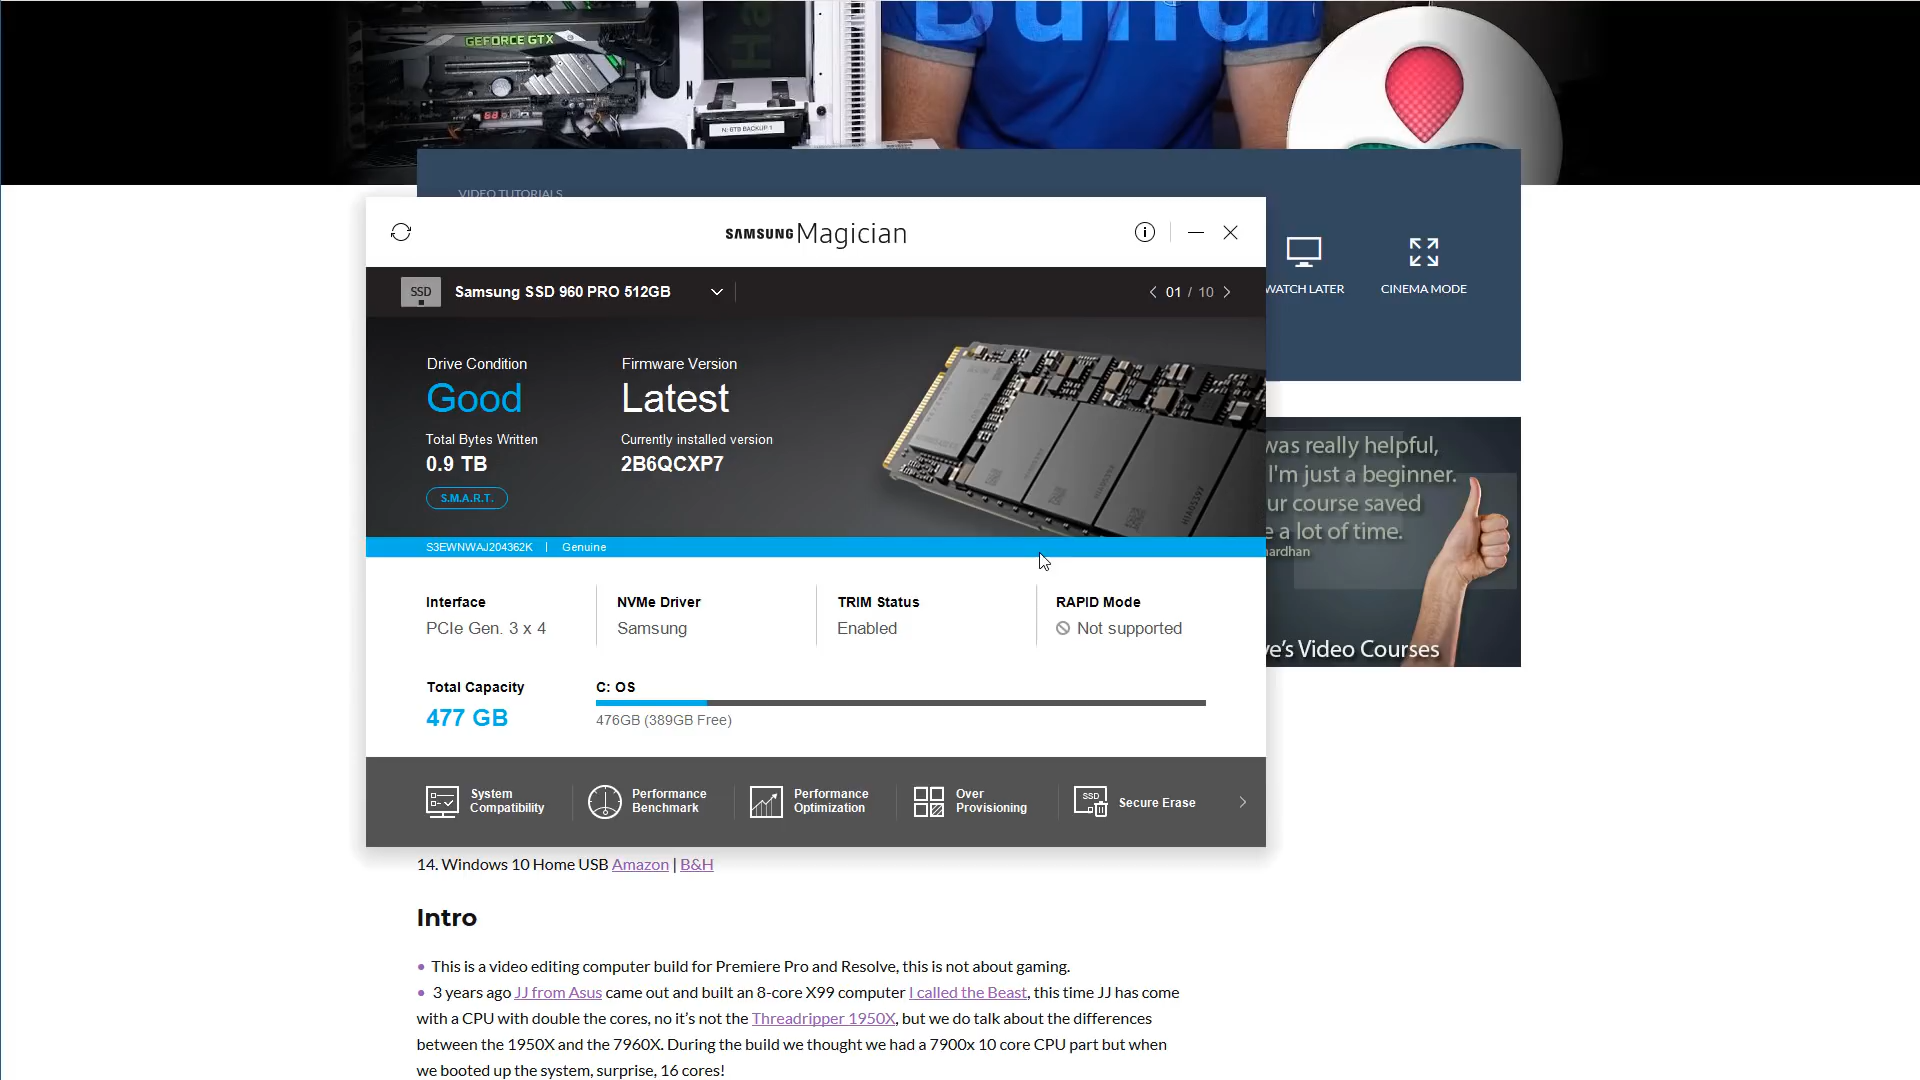 GEFORCE GTX
Build
N: 8TB BACKUP 1
VIDEO TUTORIALS
SAMSUNG Magician
SSD
Samsung SSD 960 PRO 512GB
01 / 10
WATCH LATER
CINEMA MODE
Drive Condition
Firmware Version
Good
Latest
Total Bytes Written
Currently installed version
0.9 TB
2B6QCXP7
S.M.A.R.T.
S3EWNWAJ204362K | Genuine
was really helpful,
I'm just a beginner.
ur course saved
e a lot of time.
ardhan
ve's Video Courses
Interface
NVMe Driver
TRIM Status
RAPID Mode
PCIe Gen. 3 x 4
Samsung
Enabled
Not supported
Total Capacity
C: OS
477 GB
476GB (389GB Free)
System
Compatibility
Performance
Benchmark
Performance
Optimization
Over
Provisioning
SSD
Secure Erase
14. Windows 10 Home USB Amazon | B&H
Intro
• This is a video editing computer build for Premiere Pro and Resolve, this is not about gaming.
• 3 years ago JJ from Asus came out and built an 8-core X99 computer I called the Beast, this time JJ has come
with a CPU with double the cores, no it's not the Threadripper 1950X, but we do talk about the differences
between the 1950X and the 7960X. During the build we thought we had a 7900x 10 core CPU part but when
we booted up the system, surprise, 16 cores!